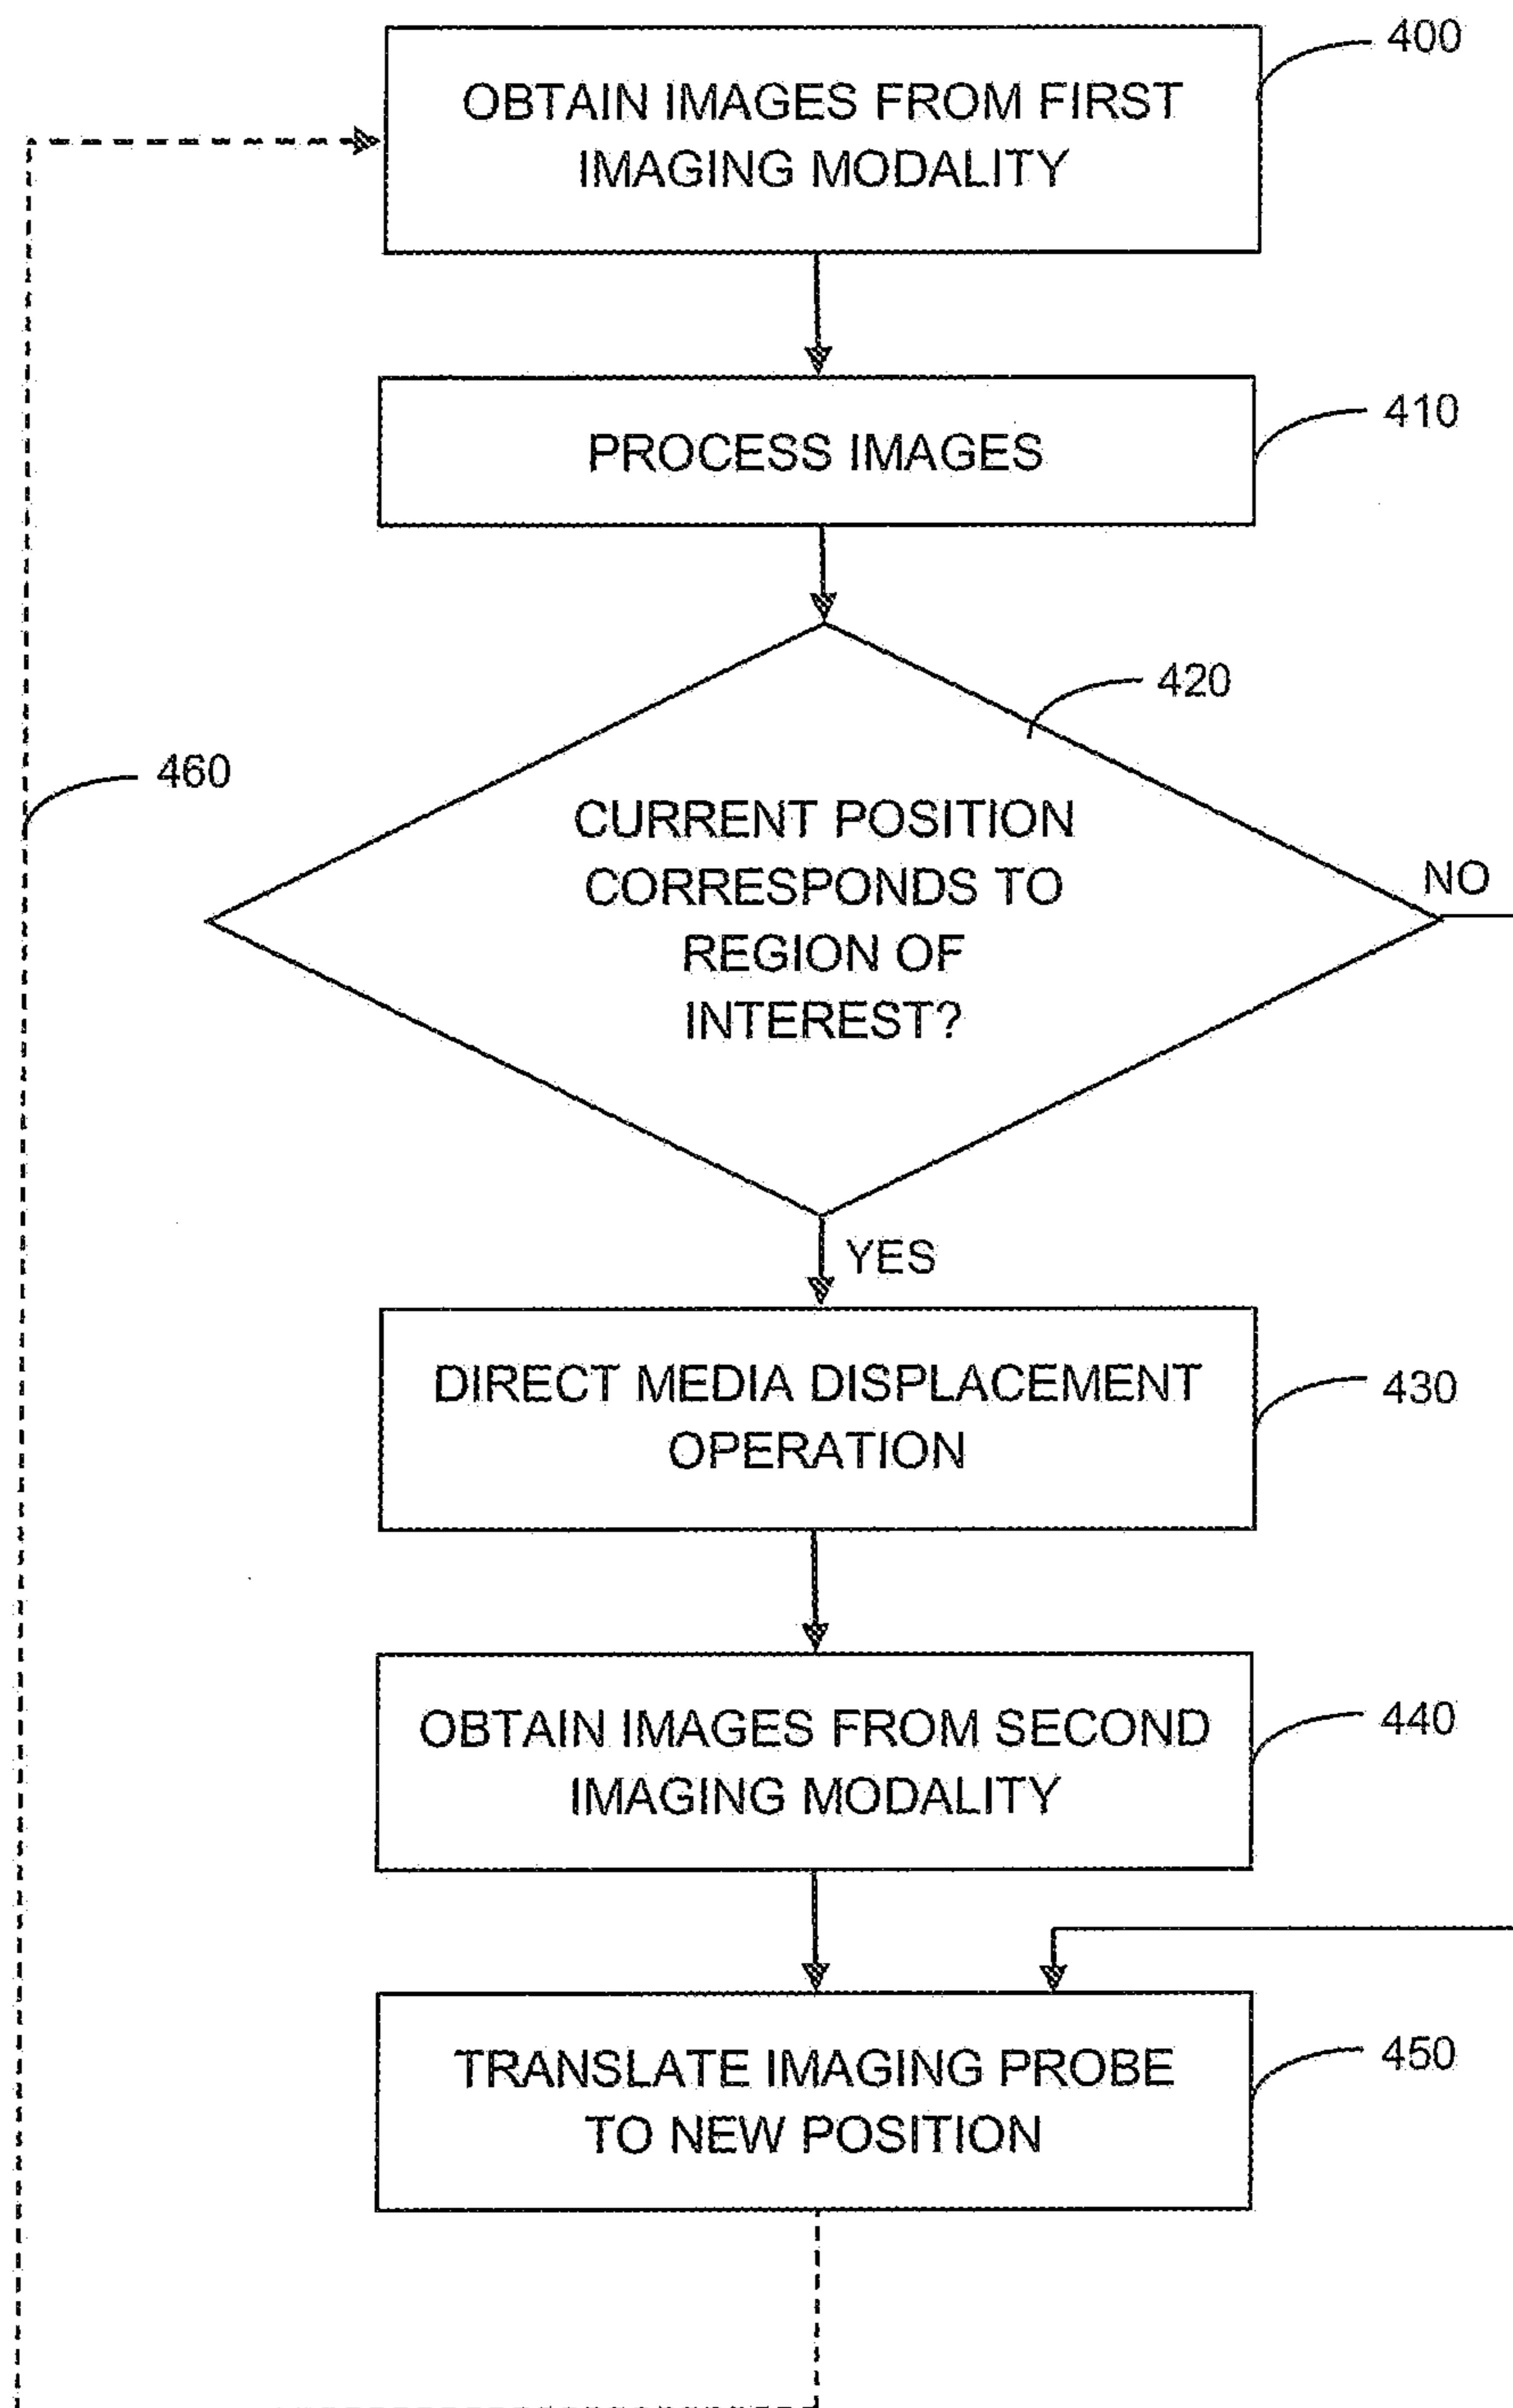 400
OBTAIN IMAGES FROM FIRST
IMAGING MODALITY
410
PROCESS IMAGES
420
460
CURRENT POSITION
CORRESPONDS TO
REGION OF
INTEREST?
NO
YES
DIRECT MEDIA DISPLACEMENT
OPERATION
430
OBTAIN IMAGES FROM SECOND
IMAGING MODALITY
440
TRANSLATE IMAGING PROBE
TO NEW POSITION
450